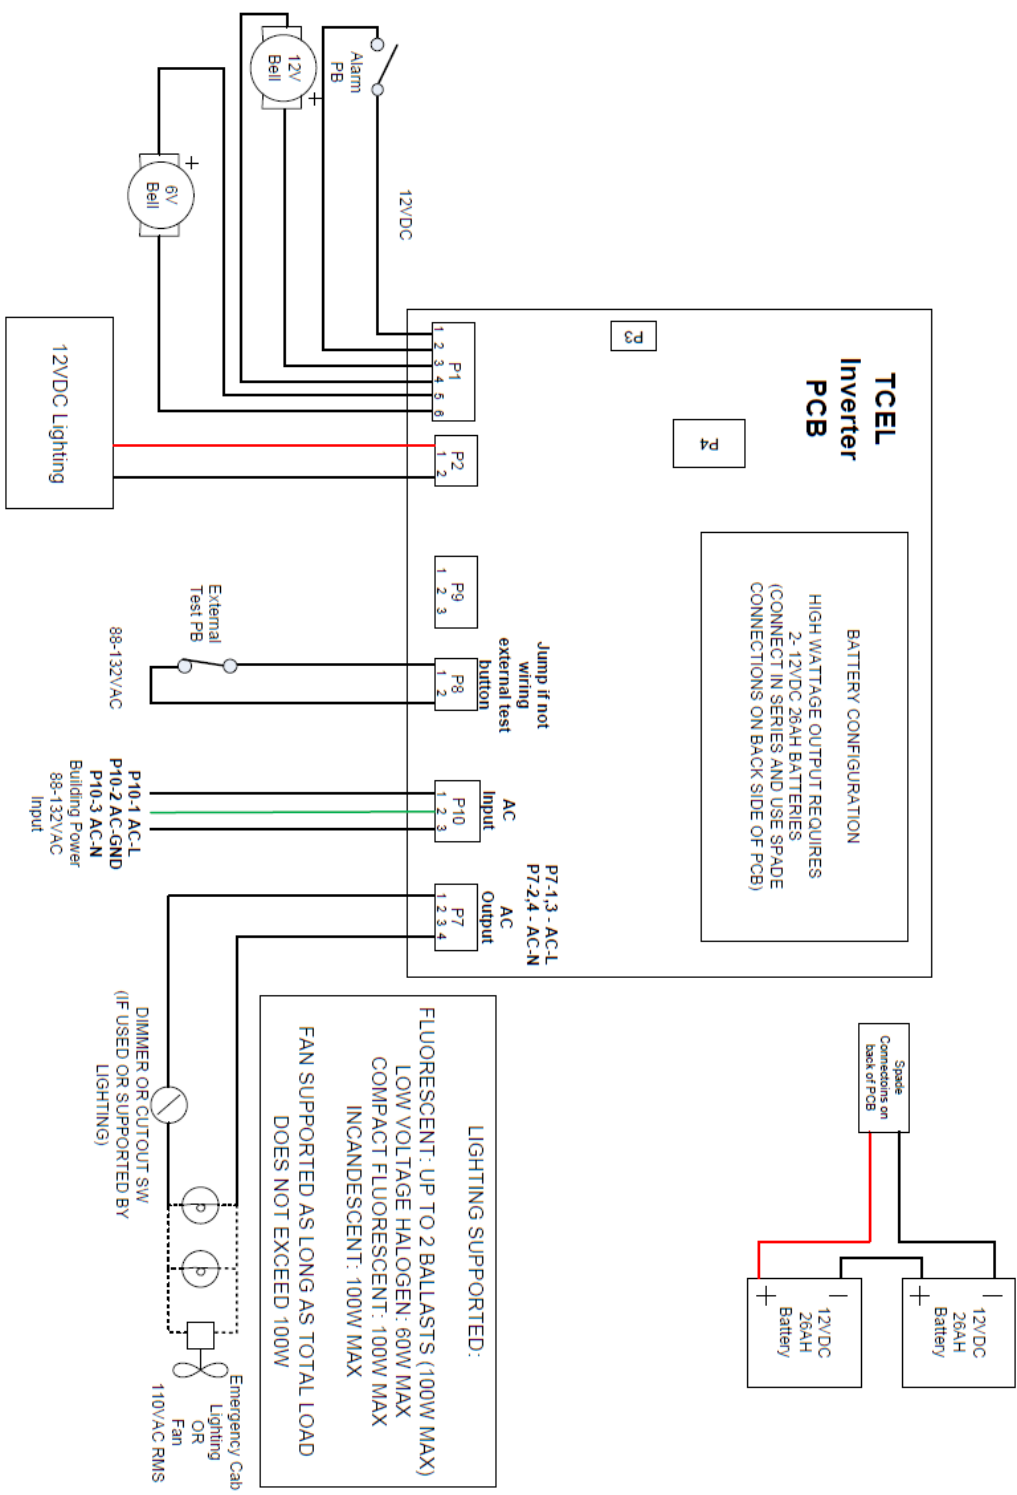 TCEL
Inverter
PCB
P3
P4
BATTERY CONFIGURATION
HIGH WATTAGE OUTPUT REQUIRES
2- 12VDC 26AH BATTERIES
(CONNECT IN SERIES AND USE SPADE
CONNECTIONS ON BACK SIDE OF PCB)
Spade
Connectoins on
back of PCB
12VDC
26AH
Battery
+
-
12VDC
26AH
Battery
+
-
Alarm
PB
12VDC
12V
Bell
+
6V
Bell
+
P1
1 2 3 4 5 6
P2
1 2
12VDC Lighting
P9
1 2 3
Jump if not
wiring
external test
button
P8
1 2
External
Test PB
88-132VAC
AC
Input
P10
1 2 3
P10-1 AC-L
P10-2 AC-GND
P10-3 AC-N
Building Power
88-132VAC
Input
P7-1,3 - AC-L
P7-2,4 - AC-N
AC
Output
P7
1 2 3 4
DIMMER OR CUTOUT SW
(IF USED OR SUPPORTED BY
LIGHTING)
p
p
Emergency Cab
Lighting
OR
Fan
110VAC RMS
LIGHTING SUPPORTED:
FLUORESCENT: UP TO 2 BALLASTS (100W MAX)
LOW VOLTAGE HALOGEN: 60W MAX
COMPACT FLUORESCENT: 100W MAX
INCANDESCENT: 100W MAX
FAN SUPPORTED AS LONG AS TOTAL LOAD
DOES NOT EXCEED 100W